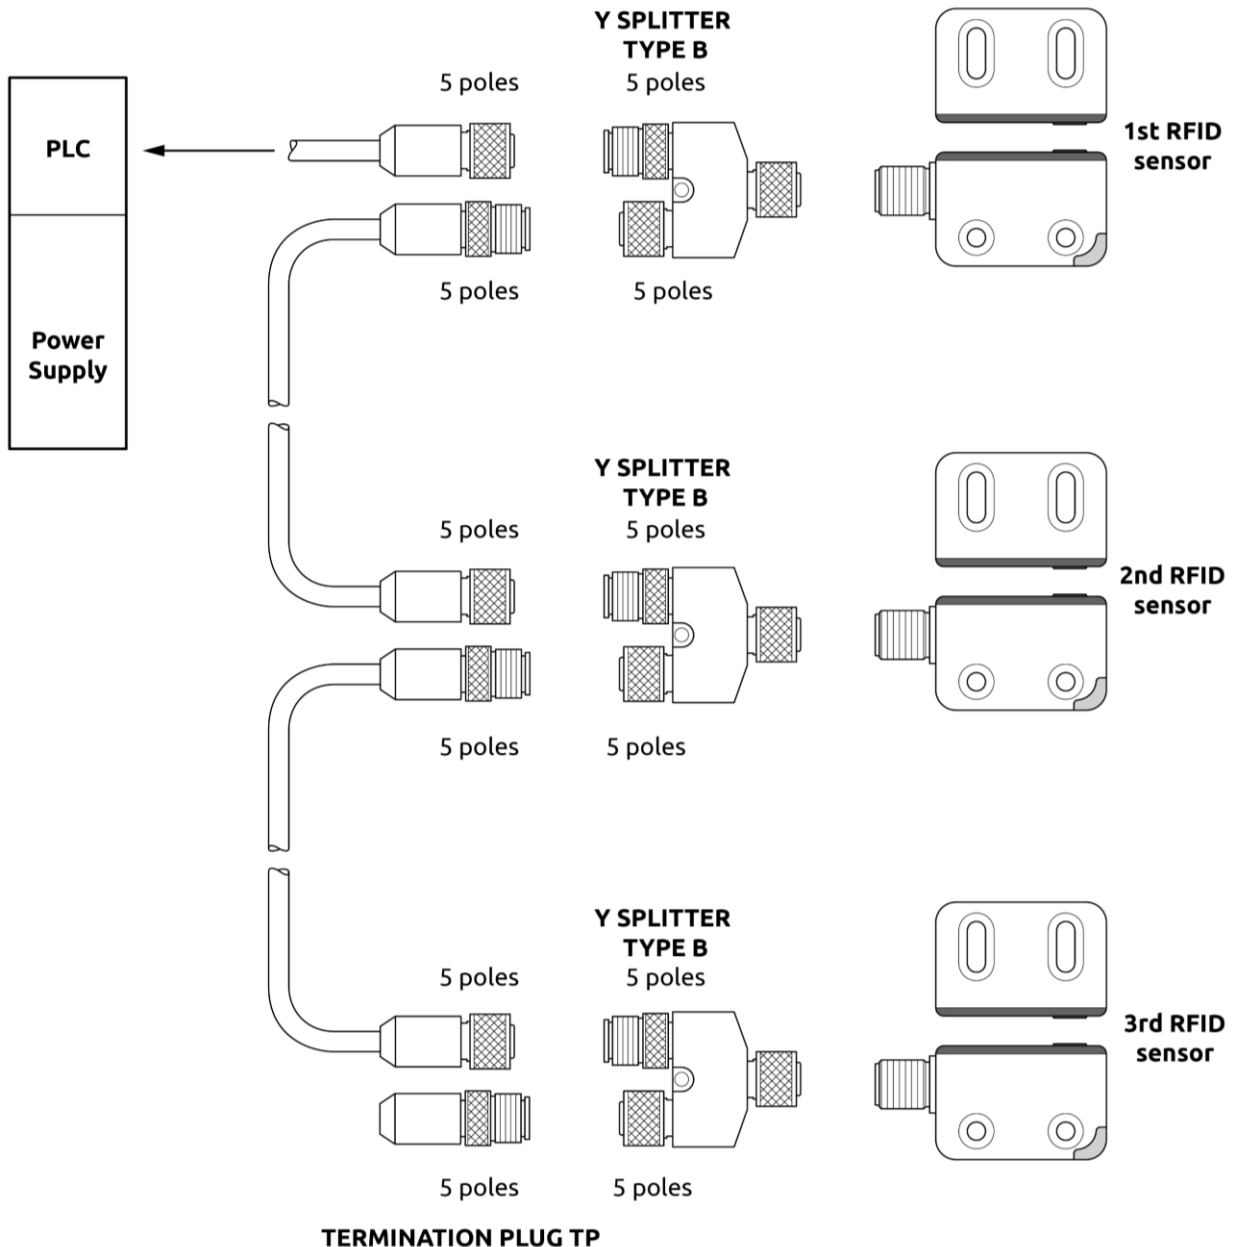 Y SPLITTER
TYPE B
5 poles
5 poles
PLC
1st RFID
sensor
5 poles
5 poles
Power
Supply
Y SPLITTER
TYPE B
5 poles
5 poles
2nd RFID
sensor
5 poles
5 poles
Y SPLITTER
TYPE B
5 poles
5 poles
3rd RFID
sensor
5 poles
5 poles
TERMINATION PLUG TP